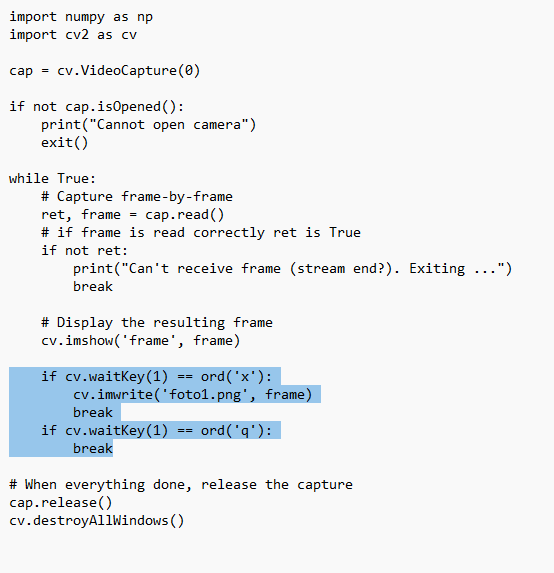 import numpy as np
import cv2 as cv

cap = cv.VideoCapture(0)

if not cap.isOpened():
    print("Cannot open camera")
    exit()

while True:
    # Capture frame-by-frame
    ret, frame = cap.read()
    # if frame is read correctly ret is True
    if not ret:
        print("Can't receive frame (stream end?). Exiting ...")
        break

    # Display the resulting frame
    cv.imshow('frame', frame)

    if cv.waitKey(1) == ord('x'):
        cv.imwrite('foto1.png', frame)
        break
    if cv.waitKey(1) == ord('q'):
        break

# When everything done, release the capture
cap.release()
cv.destroyAllWindows()